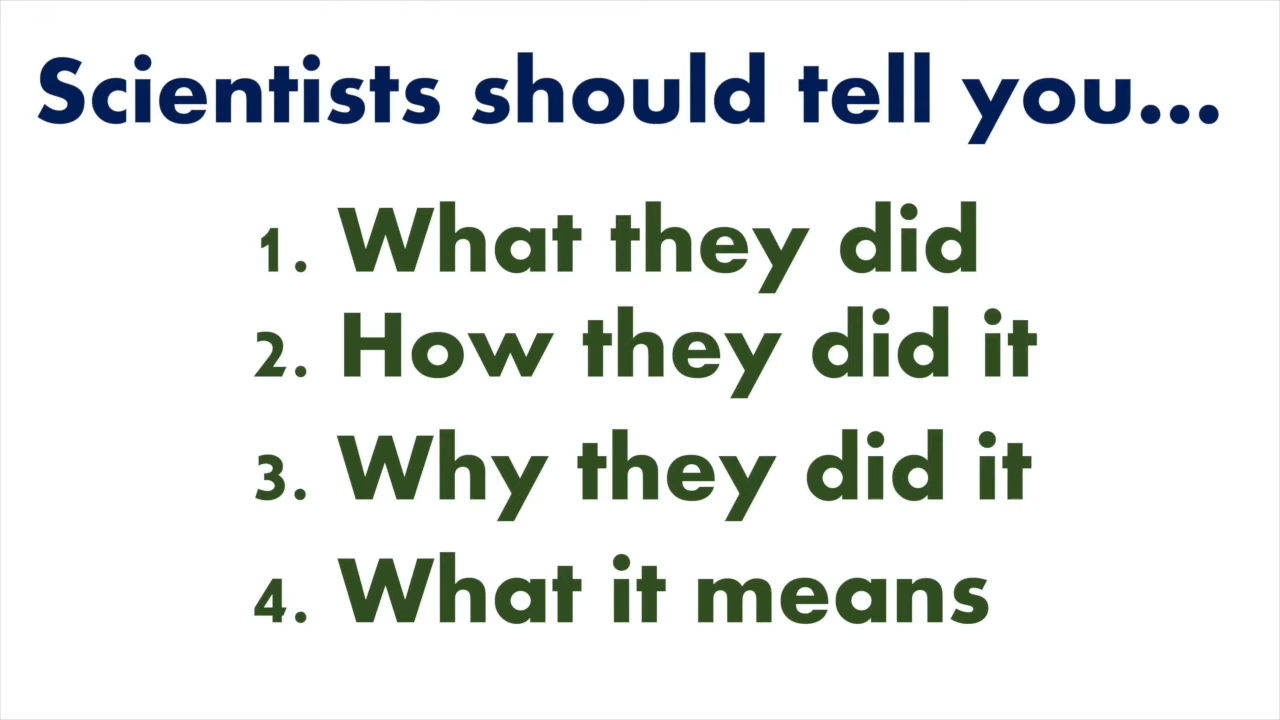 Scientists should tell you...
1. What they did
2. How they did it
3. Why they did it
4. What it means